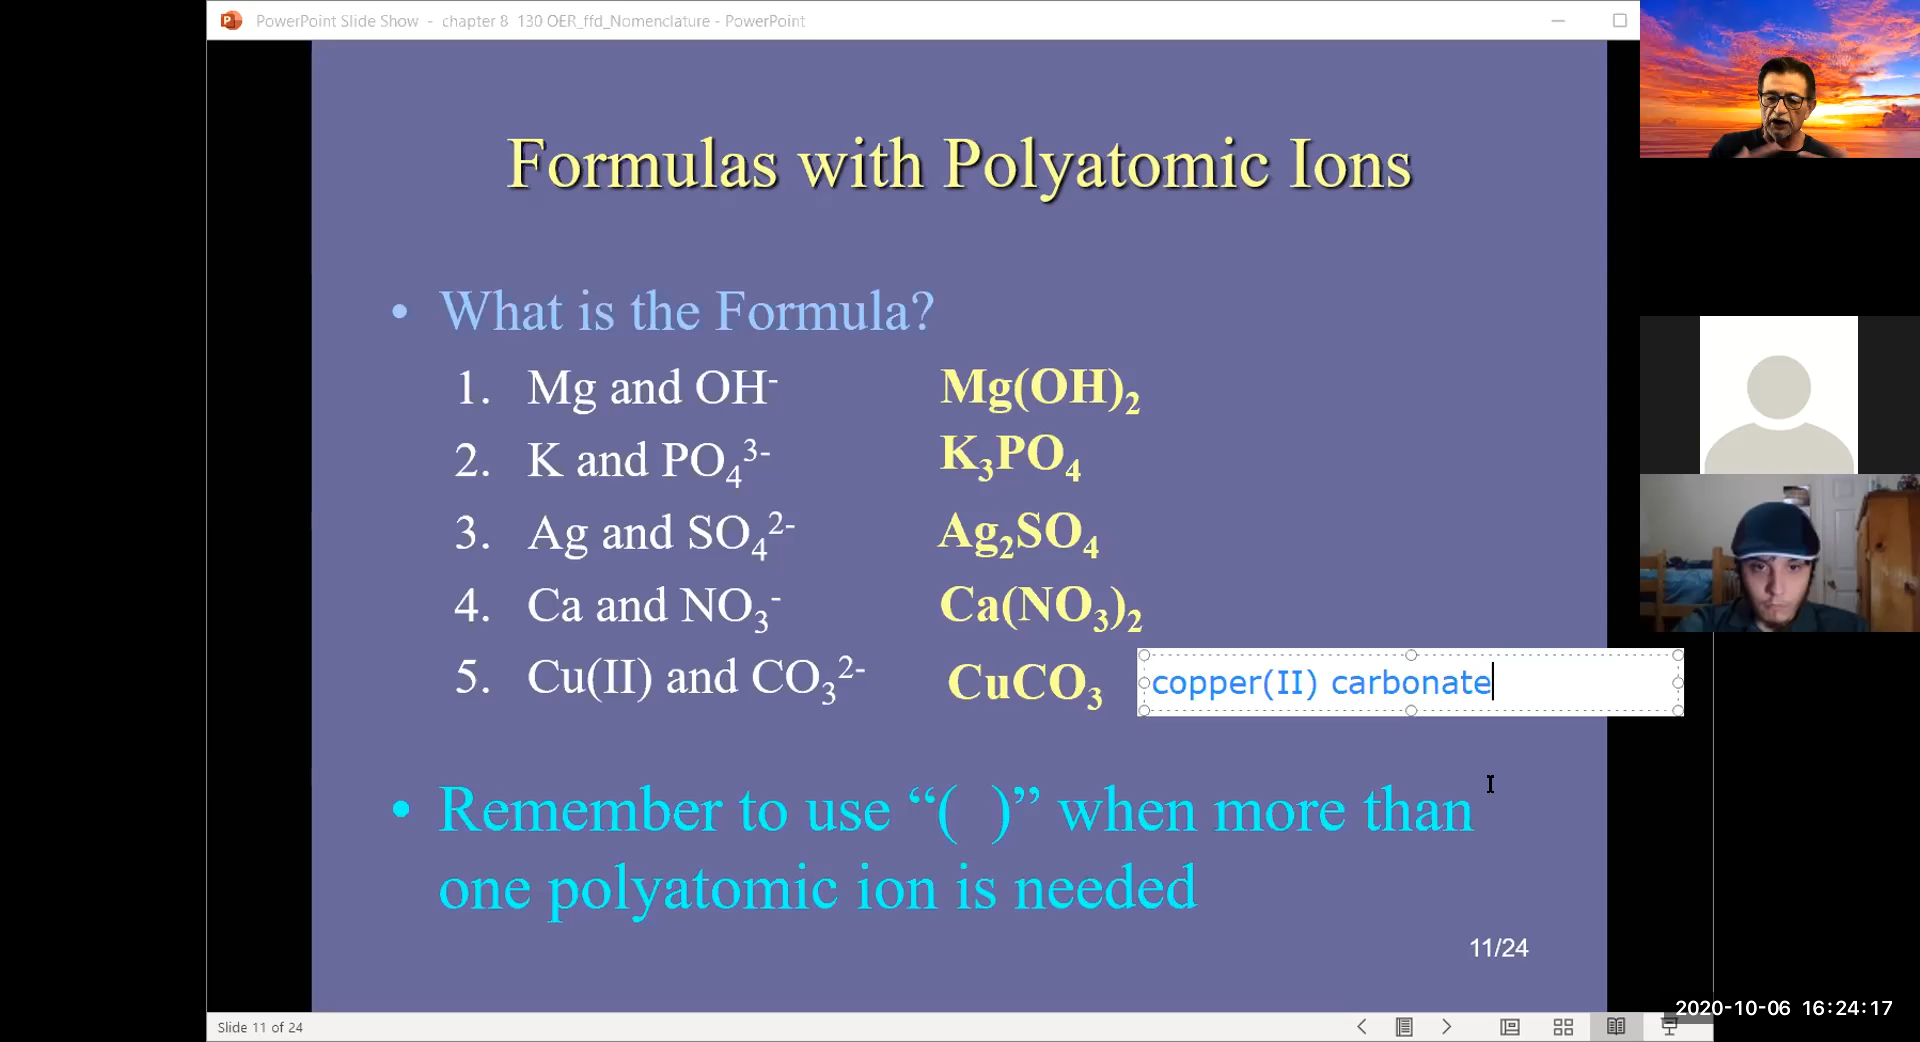 PowerPoint Slide Show - chapter 8 130 OER_ffd_Nomenclature - PowerPoint
Formulas with Polyatomic Ions
• What is the Formula?
1. Mg and OH⁻ Mg(OH)₂
2. K and PO₄³⁻ K₃PO₄
3. Ag and SO₄²⁻ Ag₂SO₄
4. Ca and NO₃⁻ Ca(NO₃)₂
5. Cu(II) and CO₃²⁻ CuCO₃ copper(II) carbonate
• Remember to use “( )” when more than
one polyatomic ion is needed
11/24
2020-10-06 16:24:17
Slide 11 of 24